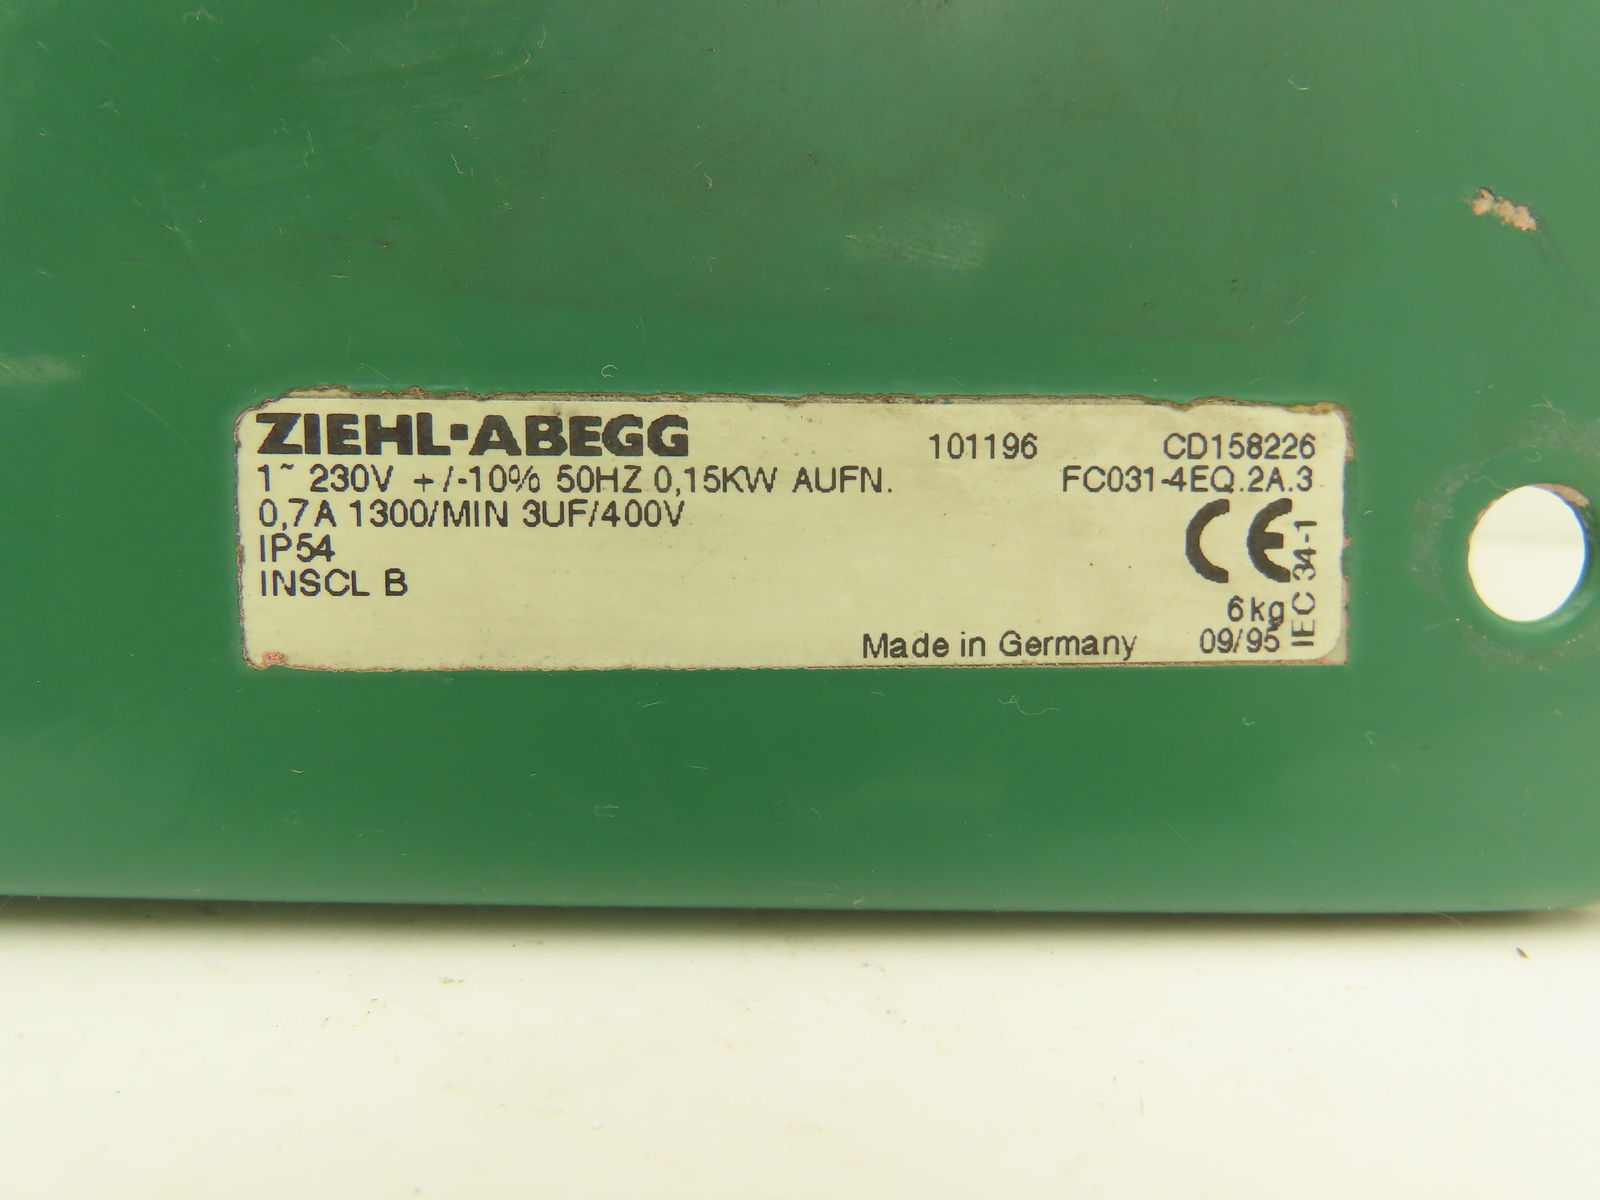 ZIEHL-ABEGG 101196 CD158226
1~ 230V +/-10% 50HZ 0,15KW AUFN. FC031-4EQ.2A.3
0,7A 1300/MIN 3UF/400V
IP54
INSCL B
CE
IEC 34-1
6kg
Made in Germany 09/95